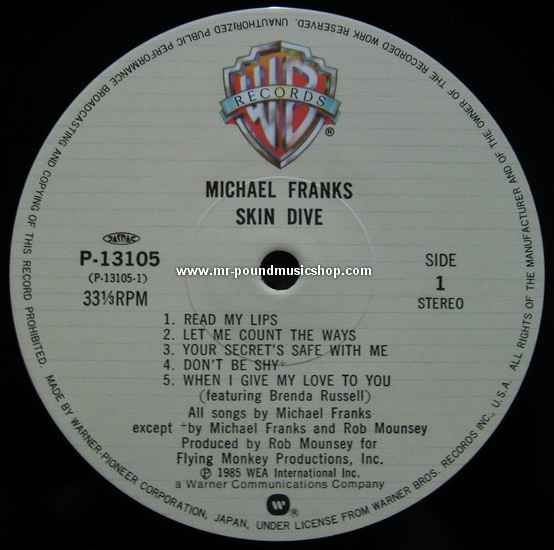 ALL RIGHTS OF THE MANUFACTURER AND OF THE OWNER OF THE RECORDED WORK RESERVED. UNAUTHORIZED PUBLIC PERFORMANCE BROADCASTING AND COPYING OF THIS RECORD PROHIBITED.
WB
RECORDS
®
MICHAEL FRANKS
SKIN DIVE
JASRAC
P-13105
(P-13105-1)
33⅓RPM
SIDE
1
STEREO
www.mr-poundmusicshop.com
1. READ MY LIPS
2. LET ME COUNT THE WAYS
3. YOUR SECRET'S SAFE WITH ME
4. DON'T BE SHY+
5. WHEN I GIVE MY LOVE TO YOU
(featuring Brenda Russell)
All songs by Michael Franks
except +by Michael Franks and Rob Mounsey
Produced by Rob Mounsey for
Flying Monkey Productions, Inc.
℗ 1985 WEA International Inc.
a Warner Communications Company
®
MADE BY WARNER-PIONEER CORPORATION, JAPAN, UNDER LICENSE FROM WARNER BROS. RECORDS INC., U.S.A.